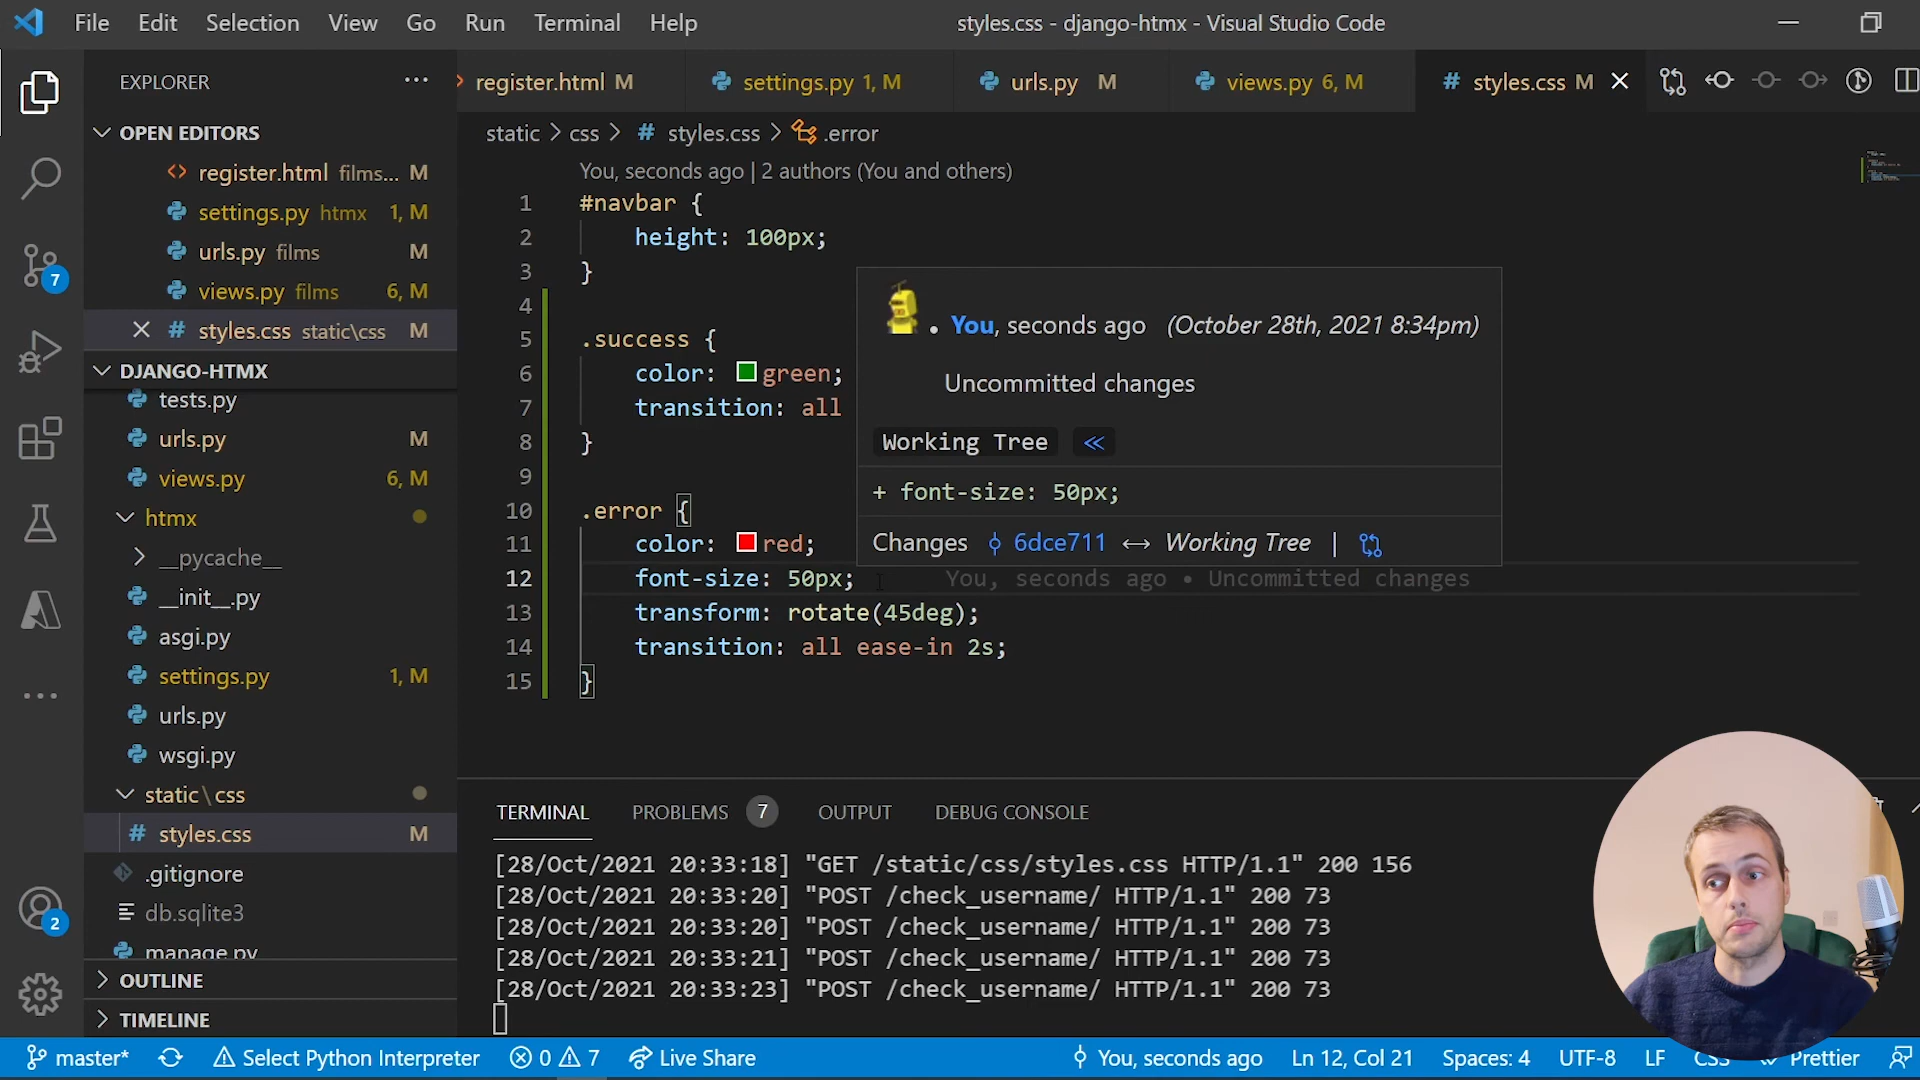 File Edit Selection View Go Run Terminal Help
styles.css - django-htmx - Visual Studio Code
EXPLORER
OPEN EDITORS
register.html films... M
settings.py htmx 1, M
urls.py films M
views.py films 6, M
styles.css static\css M
DJANGO-HTMX
tests.py
urls.py M
views.py 6, M
htmx
__pycache__
__init__.py
asgi.py
settings.py 1, M
urls.py
wsgi.py
static\css
styles.css M
.gitignore
db.sqlite3
manage.py
OUTLINE
TIMELINE
7
2
register.html M
settings.py 1, M
urls.py M
views.py 6, M
# styles.css M
static > css > # styles.css > .error
You, seconds ago | 2 authors (You and others)
1 #navbar {
2 height: 100px;
3 }
4
5 .success {
6 color: green;
7 transition: all
8 }
9
10 .error {
11 color: red;
12 font-size: 50px; You, seconds ago • Uncommitted changes
13 transform: rotate(45deg);
14 transition: all ease-in 2s;
15 }
You, seconds ago (October 28th, 2021 8:34pm)
Uncommitted changes
Working Tree
+ font-size: 50px;
Changes 6dce711 ↔ Working Tree |
TERMINAL PROBLEMS 7 OUTPUT DEBUG CONSOLE
[28/Oct/2021 20:33:18] "GET /static/css/styles.css HTTP/1.1" 200 156
[28/Oct/2021 20:33:20] "POST /check_username/ HTTP/1.1" 200 73
[28/Oct/2021 20:33:20] "POST /check_username/ HTTP/1.1" 200 73
[28/Oct/2021 20:33:21] "POST /check_username/ HTTP/1.1" 200 73
[28/Oct/2021 20:33:23] "POST /check_username/ HTTP/1.1" 200 73
master* Select Python Interpreter 0 7 Live Share You, seconds ago Ln 12, Col 21 Spaces: 4 UTF-8 LF CSS Prettier